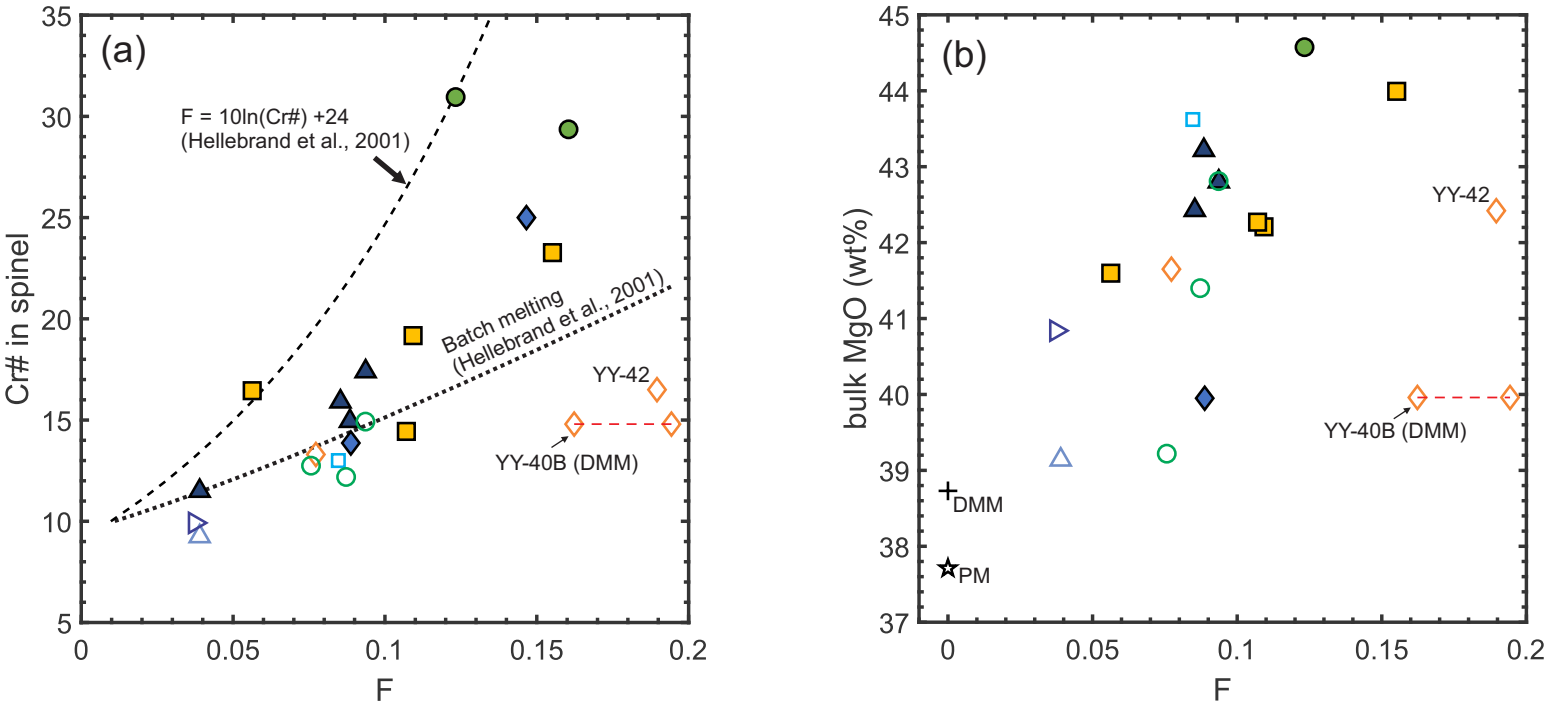 (a)
F = 10ln(Cr#) +24
(Hellebrand et al., 2001)
Batch melting
(Hellebrand et al., 2001)
YY-42
YY-40B (DMM)
35
30
25
20
15
10
5
Cr# in spinel
0
0.05
0.1
0.15
0.2
F
(b)
YY-42
YY-40B (DMM)
DMM
PM
45
44
43
42
41
40
39
38
37
bulk MgO (wt%)
0
0.05
0.1
0.15
0.2
F